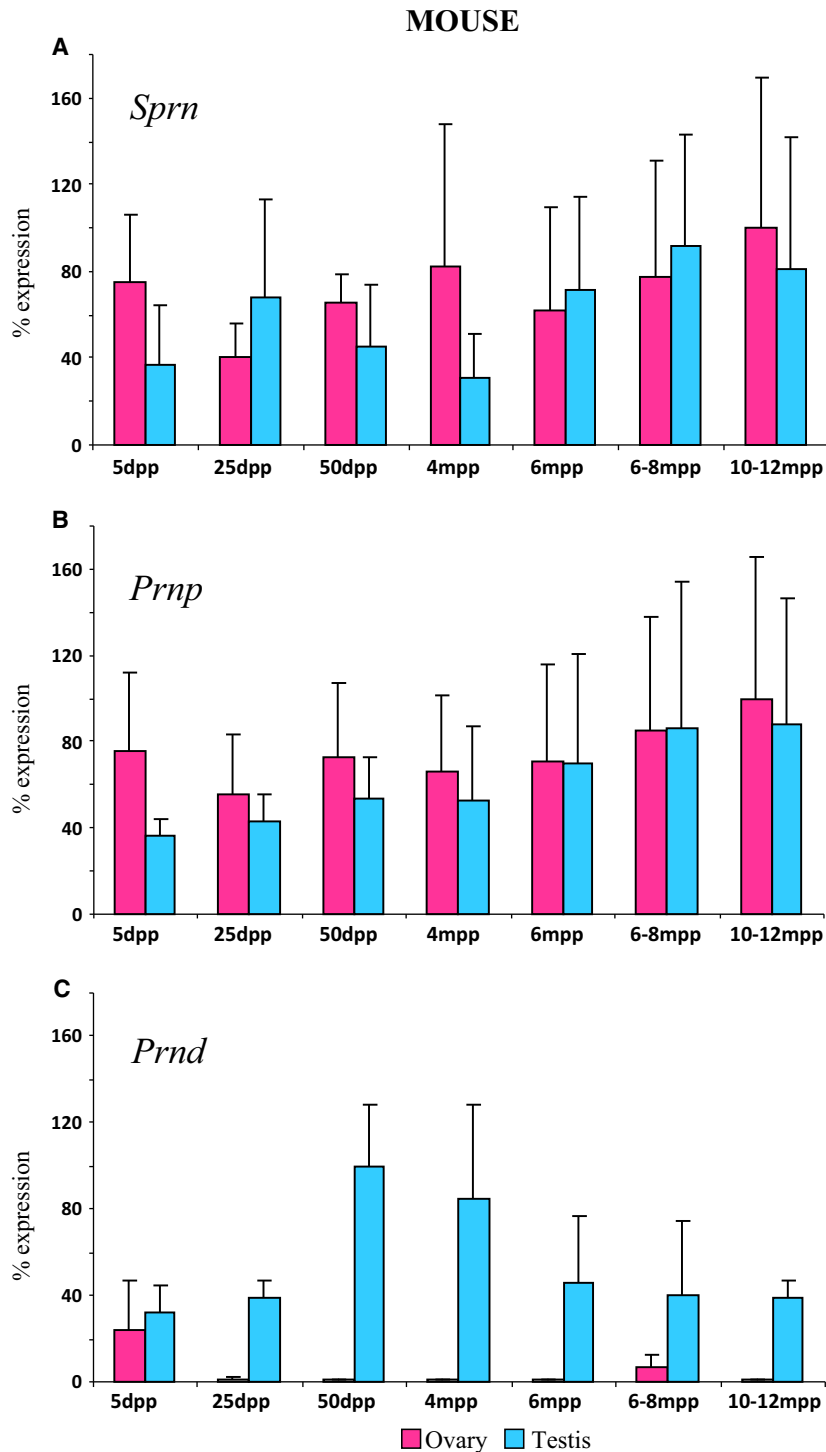 MOUSE
A
Sprn
% expression
160
120
80
40
0
5dpp 25dpp 50dpp 4mpp 6mpp 6-8mpp 10-12mpp
B
Prnp
% expression
160
120
80
40
0
5dpp 25dpp 50dpp 4mpp 6mpp 6-8mpp 10-12mpp
C
Prnd
% expression
160
120
80
40
0
5dpp 25dpp 50dpp 4mpp 6mpp 6-8mpp 10-12mpp
Ovary Testis